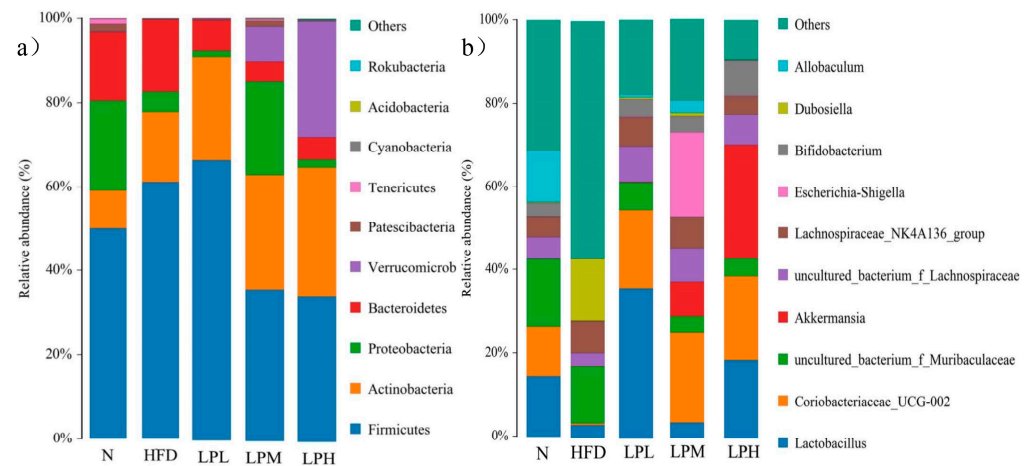 a）
Relative abundance (%)
100%
80%
60%
40%
20%
0%
N HFD LPL LPM LPH
Others
Rokubacteria
Acidobacteria
Cyanobacteria
Tenericutes
Patescibacteria
Verrucomicrob
Bacteroidetes
Proteobacteria
Actinobacteria
Firmicutes
b）
Relative abundance (%)
100%
80%
60%
40%
20%
0%
N HFD LPL LPM LPH
Others
Allobaculum
Dubosiella
Bifidobacterium
Escherichia-Shigella
Lachnospiraceae_NK4A136_group
uncultured_bacterium_f_Lachnospiraceae
Akkermansia
uncultured_bacterium_f_Muribaculaceae
Coriobacteriaceae_UCG-002
Lactobacillus